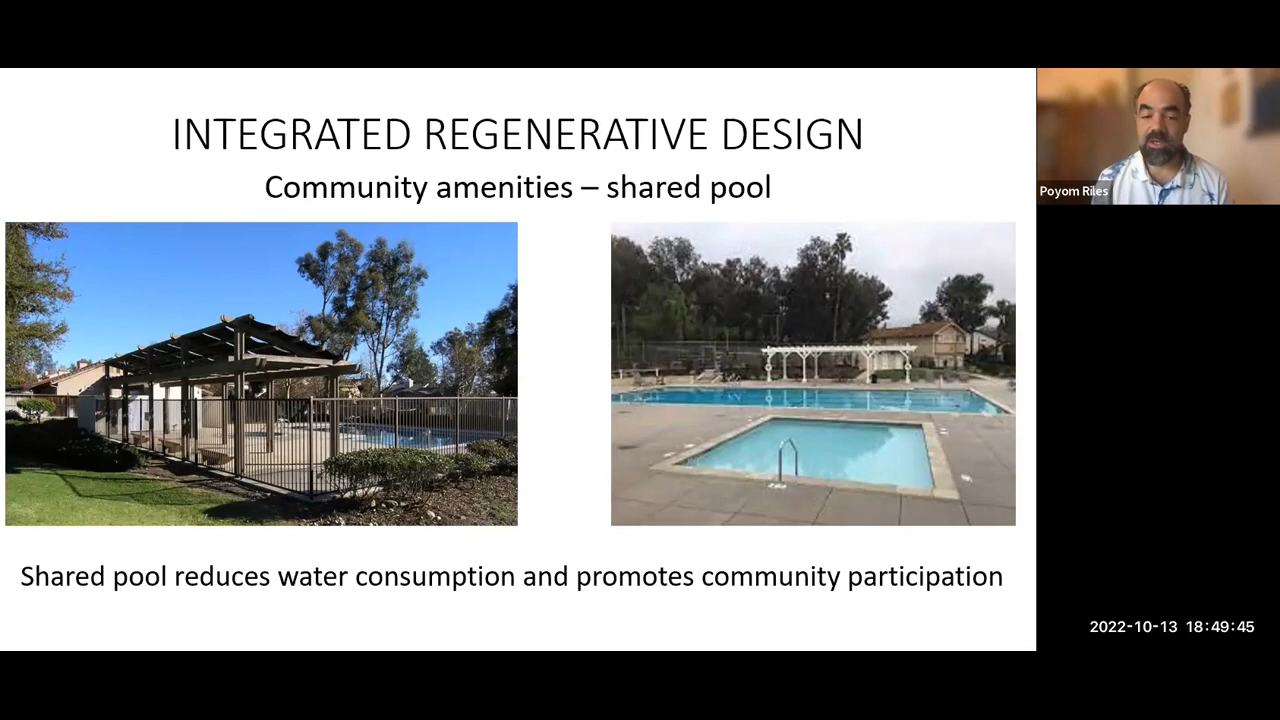 INTEGRATED REGENERATIVE DESIGN
Community amenities – shared pool
Poyom Riles
Shared pool reduces water consumption and promotes community participation
2022-10-13 18:49:45